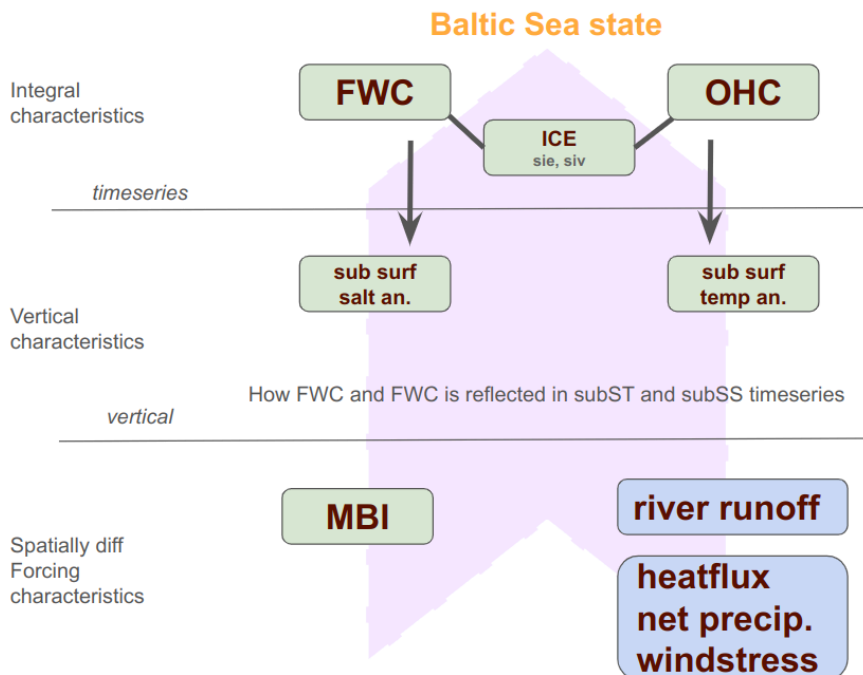 Baltic Sea state
Integral
characteristics
FWC
OHC
ICE
sie, siv
timeseries
sub surf
salt an.
sub surf
temp an.
Vertical
characteristics
How FWC and FWC is reflected in subST and subSS timeseries
vertical
MBI
river runoff
Spatially diff
Forcing
characteristics
heatflux
net precip.
windstress